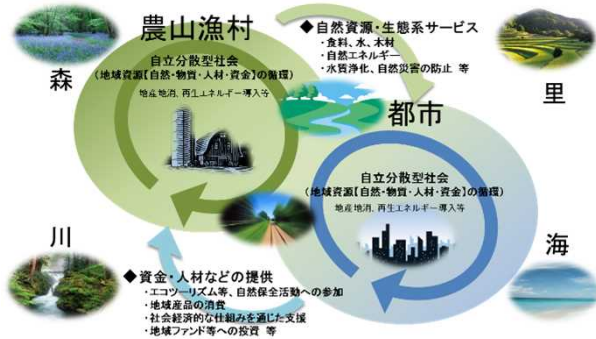 農山漁村
◆自然資源・生態系サービス
・食料、水、木材
・自然エネルギー
・水質浄化、自然災害の防止 等
森
自立分散型社会
(地域資源【自然・物質・人材・資金】の循環)
地産地消、再生エネルギー導入等
里
都市
自立分散型社会
(地域資源【自然・物質・人材・資金】の循環)
地産地消、再生エネルギー導入等
川
海
◆資金・人材などの提供
・エコツーリズム等、自然保全活動への参加
・地域産品の消費
・社会経済的な仕組みを通じた支援
・地域ファンド等への投資 等